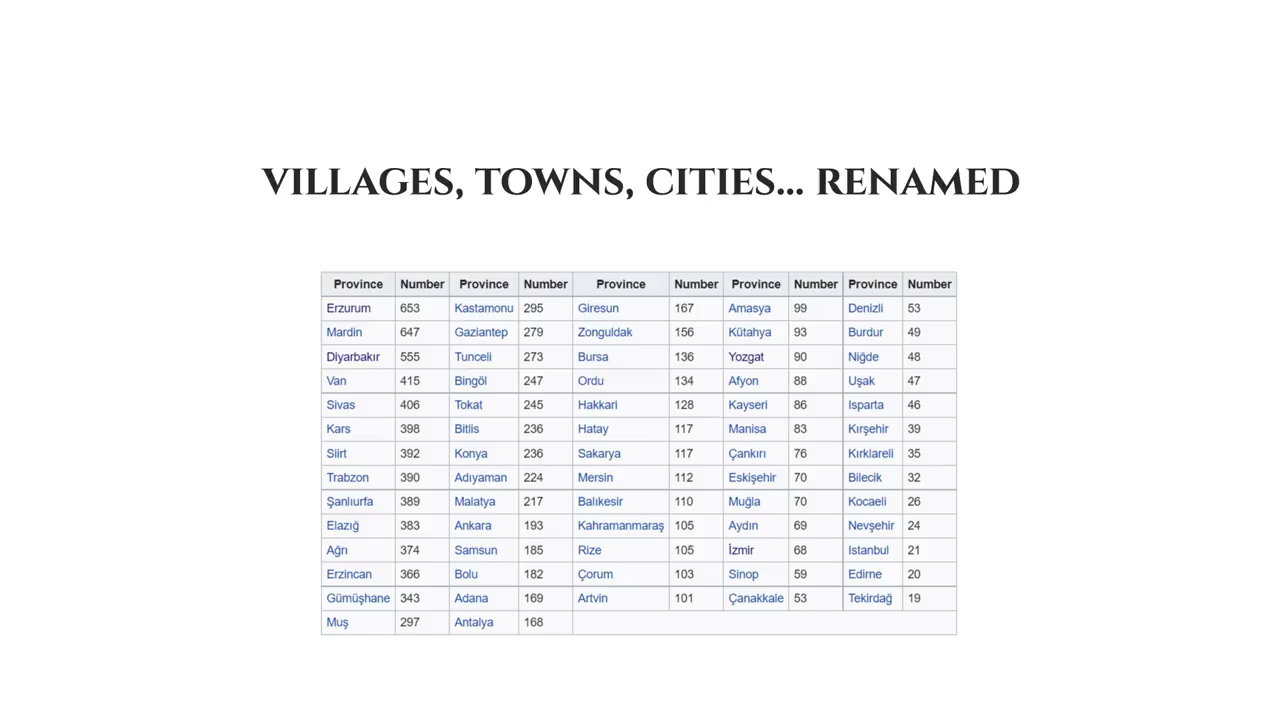 VILLAGES, TOWNS, CITIES... RENAMED
Province Number Province Number Province Number Province Number Province Number
Erzurum 653 Kastamonu 295 Giresun 167 Amasya 99 Denizli 53
Mardin 647 Gaziantep 279 Zonguldak 156 Kütahya 93 Burdur 49
Diyarbakır 555 Tunceli 273 Bursa 136 Yozgat 90 Niğde 48
Van 415 Bingöl 247 Ordu 134 Afyon 88 Uşak 47
Sivas 406 Tokat 245 Hakkari 128 Kayseri 86 Isparta 46
Kars 398 Bitlis 236 Hatay 117 Manisa 83 Kırşehir 39
Siirt 392 Konya 236 Sakarya 117 Çankırı 76 Kırklareli 35
Trabzon 390 Adıyaman 224 Mersin 112 Eskişehir 70 Bilecik 32
Şanlıurfa 389 Malatya 217 Balıkesir 110 Muğla 70 Kocaeli 26
Elazığ 383 Ankara 193 Kahramanmaraş 105 Aydın 69 Nevşehir 24
Ağrı 374 Samsun 185 Rize 105 İzmir 68 Istanbul 21
Erzincan 366 Bolu 182 Çorum 103 Sinop 59 Edirne 20
Gümüşhane 343 Adana 169 Artvin 101 Çanakkale 53 Tekirdağ 19
Muş 297 Antalya 168